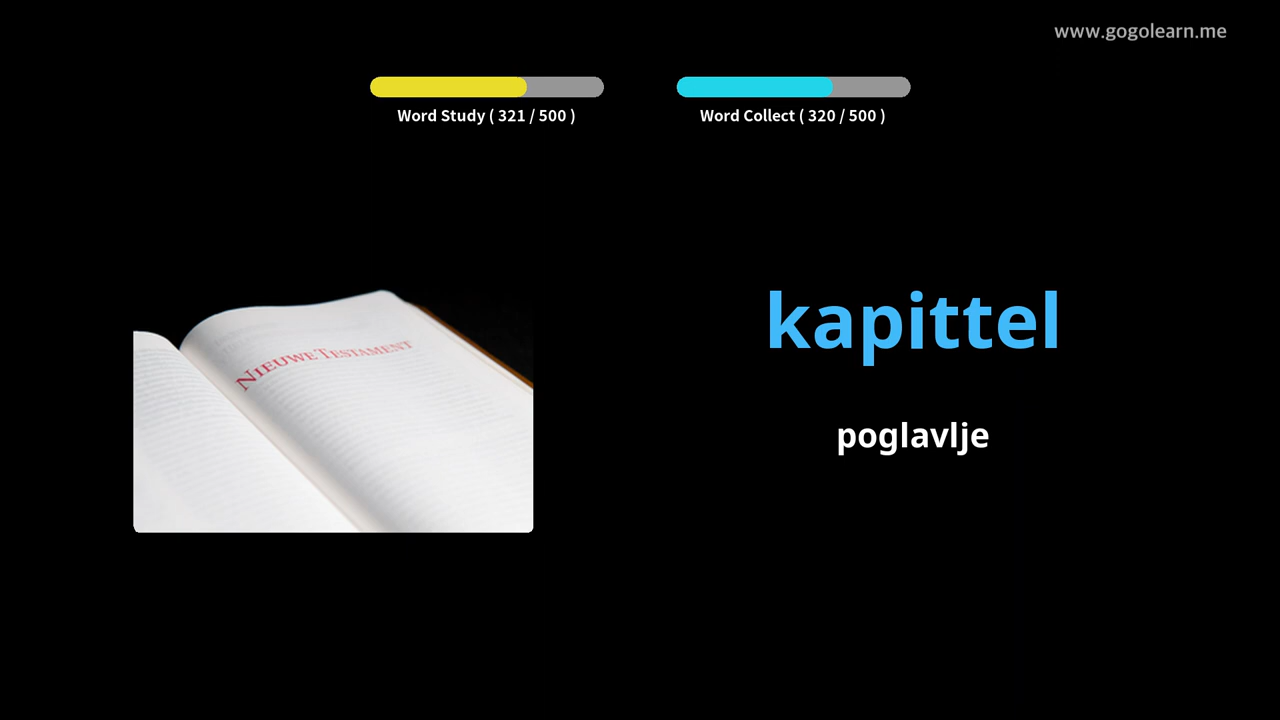 www.gogolearn.me
Word Study ( 321 / 500 )
Word Collect ( 320 / 500 )
NIEUWE TESTAMENT
kapittel
poglavlje